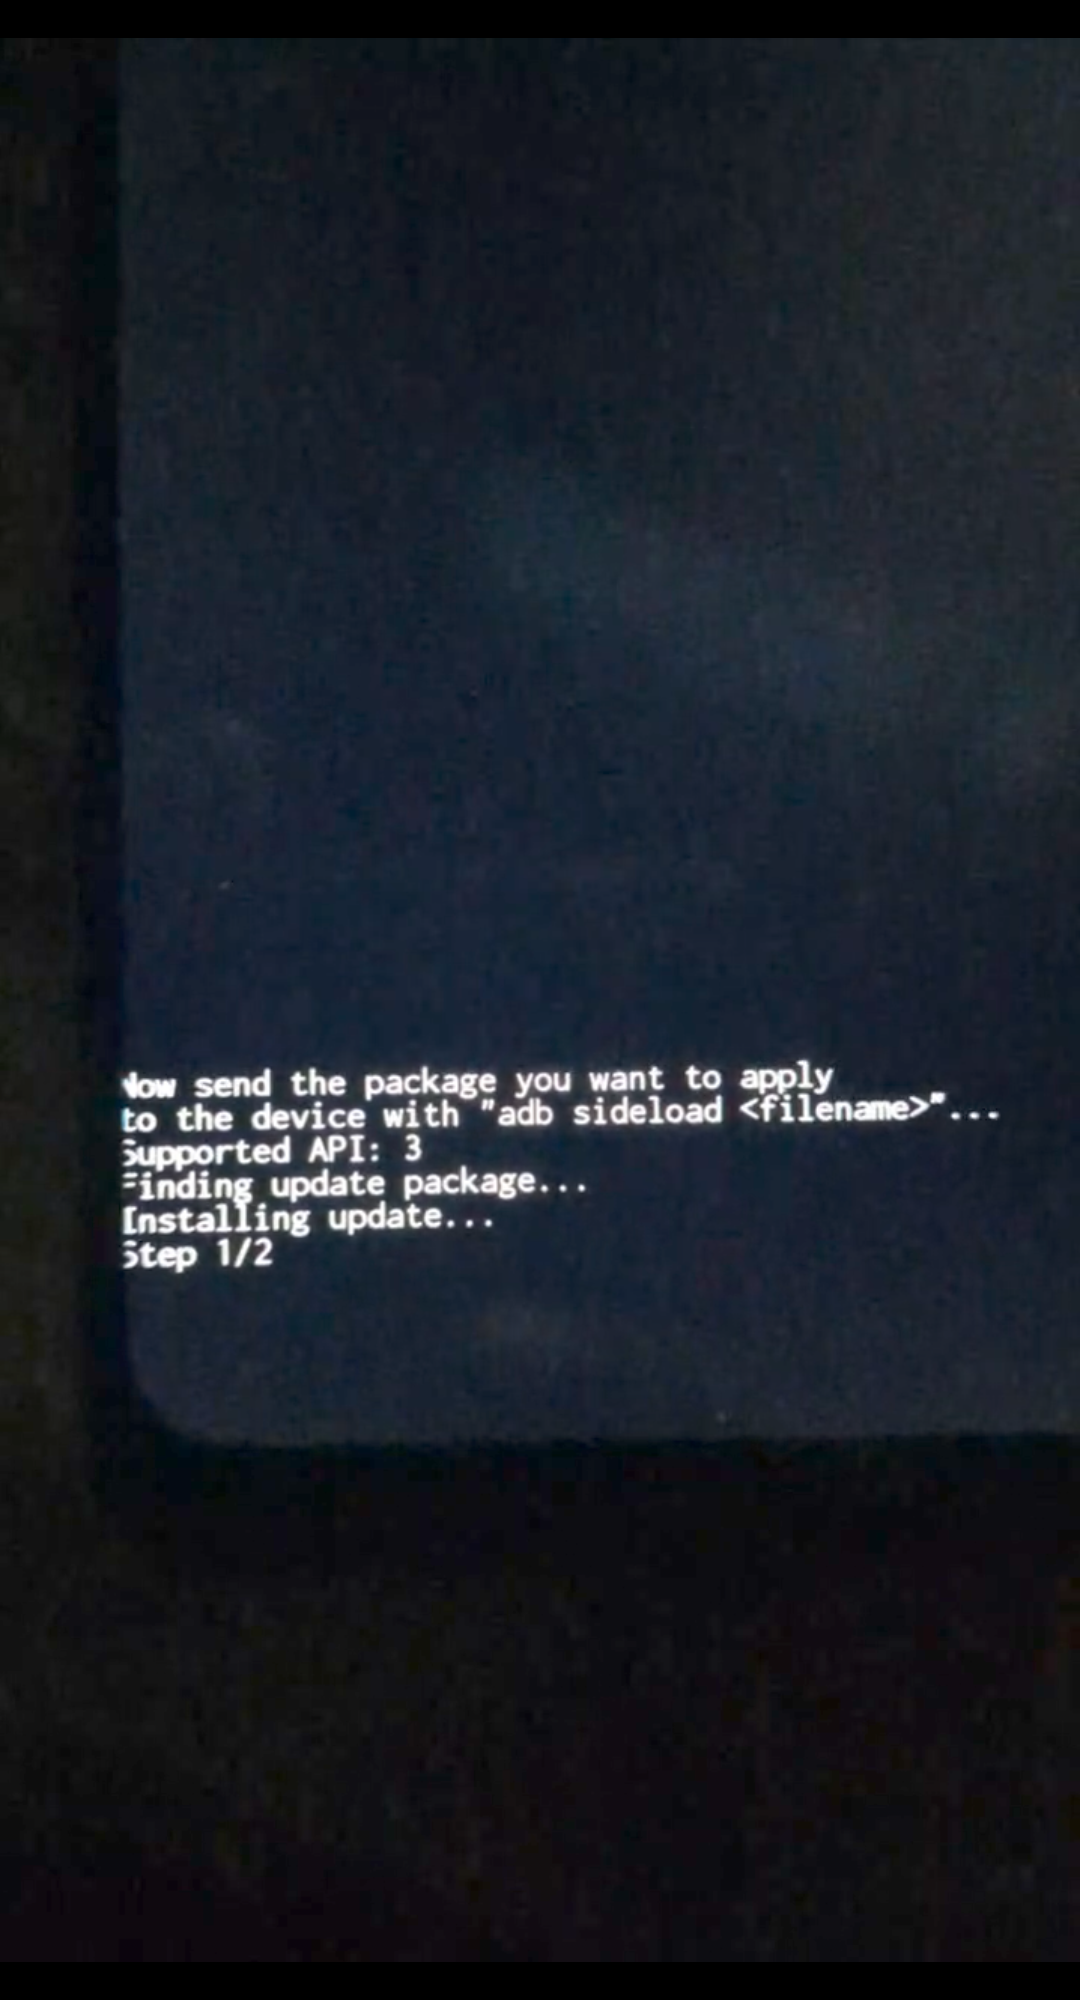 Now send the package you want to apply
to the device with "adb sideload <filename>"...
Supported API: 3
Finding update package...
Installing update...
Step 1/2